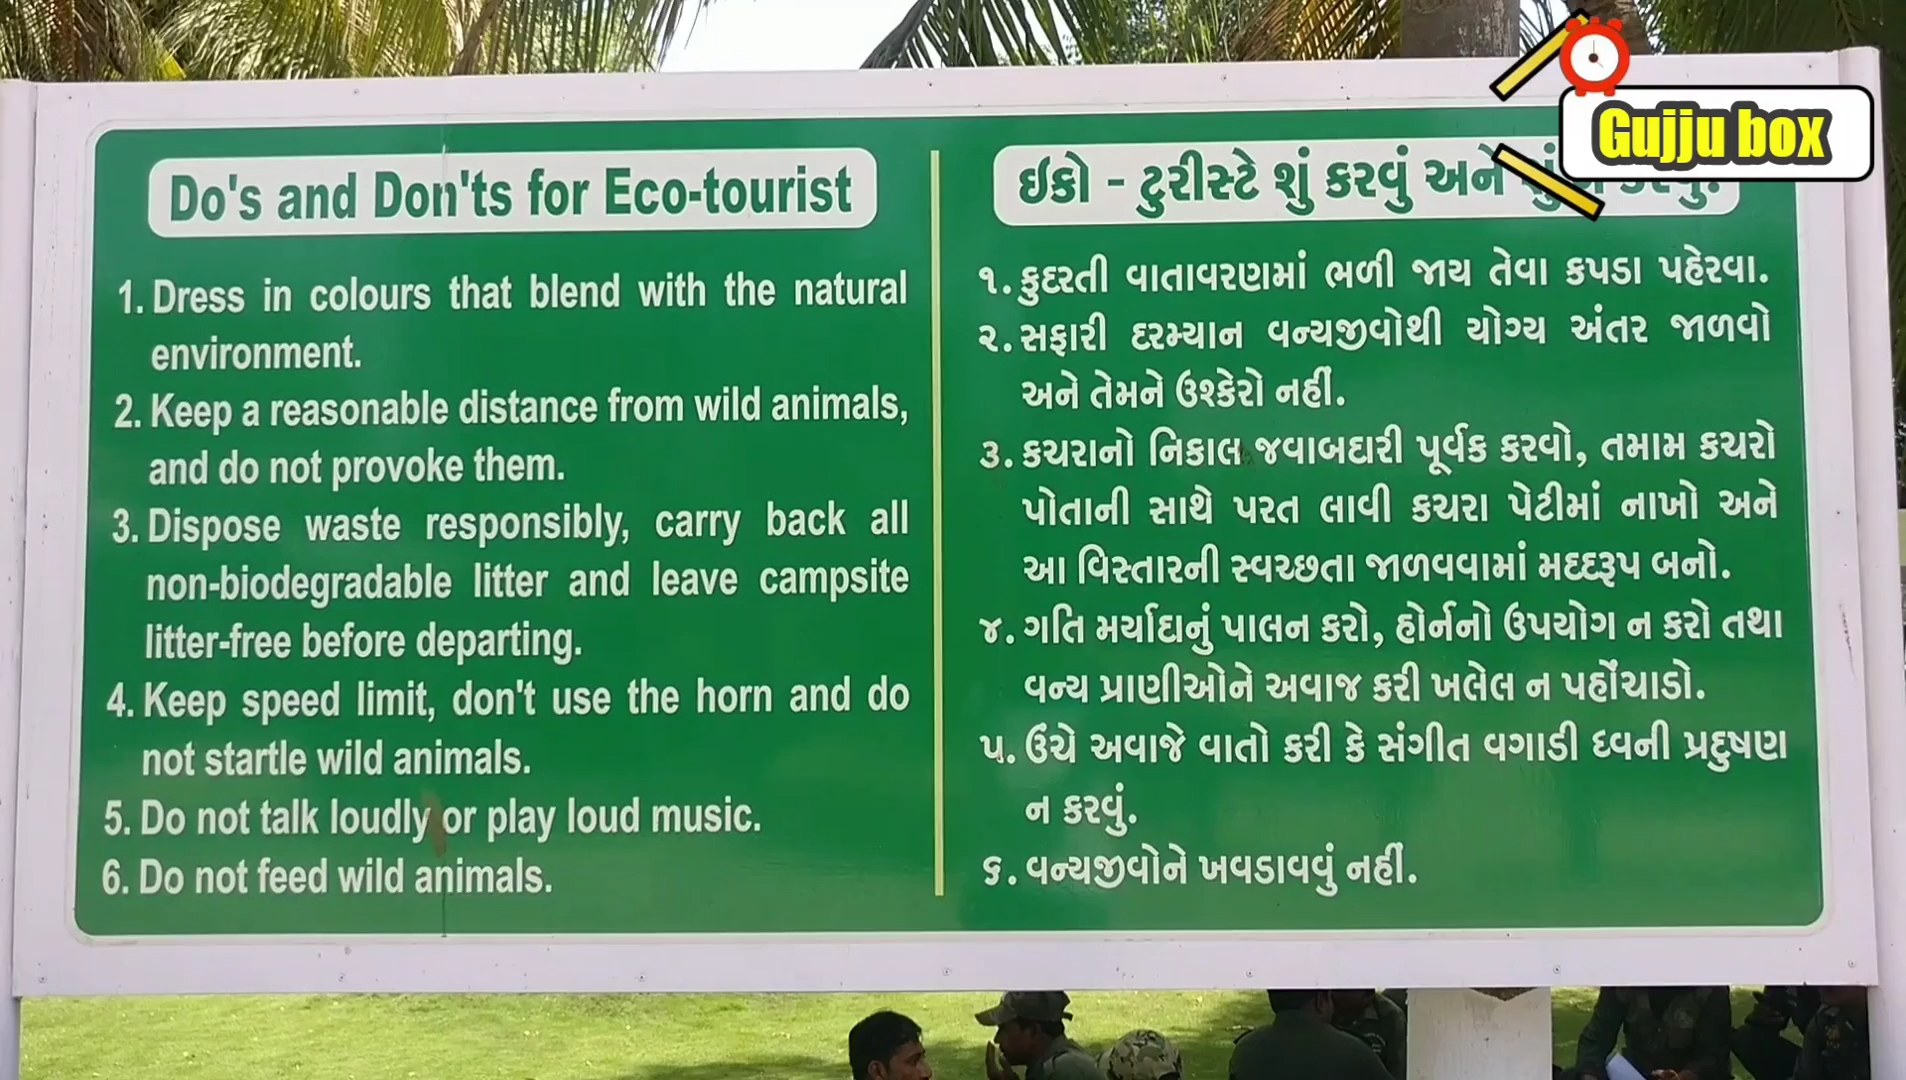 Gujju box
Do's and Don'ts for Eco-tourist
1. Dress in colours that blend with the natural
environment.
2. Keep a reasonable distance from wild animals,
and do not provoke them.
3. Dispose waste responsibly, carry back all
non-biodegradable litter and leave campsite
litter-free before departing.
4. Keep speed limit, don't use the horn and do
not startle wild animals.
5. Do not talk loudly or play loud music.
6. Do not feed wild animals.
ઈકો - ટુરીસ્ટે શું કરવું અને
૧. કુદરતી વાતાવરણમાં ભળી જાય તેવા કપડા પહેરવા.
૨. સફારી દરમ્યાન વન્યજીવોથી યોગ્ય અંતર જાળવો
અને તેમને ઉશ્કેરો નહીં.
૩. કચરાનો નિકાલ જવાબદારી પૂર્વક કરવો, તમામ કચરો
પોતાની સાથે પરત લાવી કચરા પેટીમાં નાખો અને
આ વિસ્તારની સ્વચ્છતા જાળવવામાં મદદરૂપ બનો.
૪. ગતિ મર્યાદાનું પાલન કરો, હોર્નનો ઉપયોગ ન કરો તથા
વન્ય પ્રાણીઓને અવાજ કરી ખલેલ ન પહોંચાડો.
૫. ઉંચે અવાજે વાતો કરી કે સંગીત વગાડી ધ્વની પ્રદુષણ
ન કરવું.
૬. વન્યજીવોને ખવડાવવું નહીં.